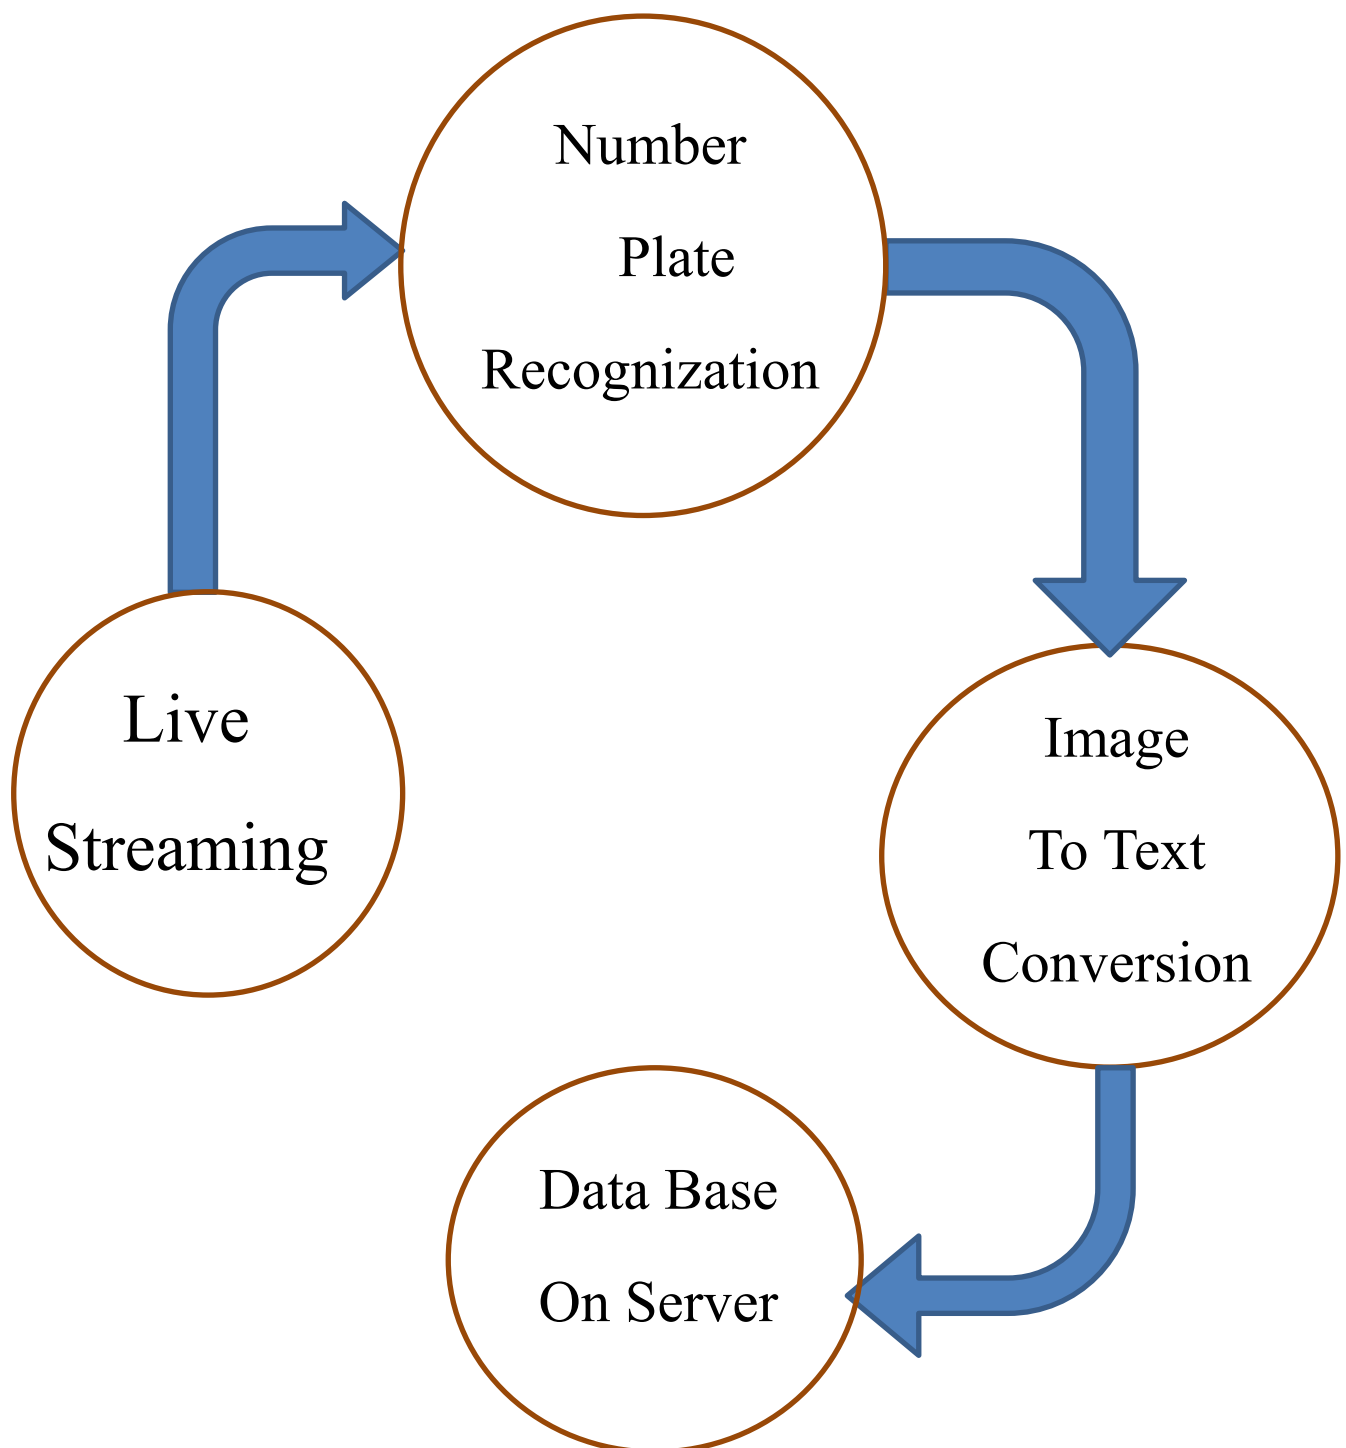 Number
Plate
Recognization
Live
Streaming
Image
To Text
Conversion
Data Base
On Server